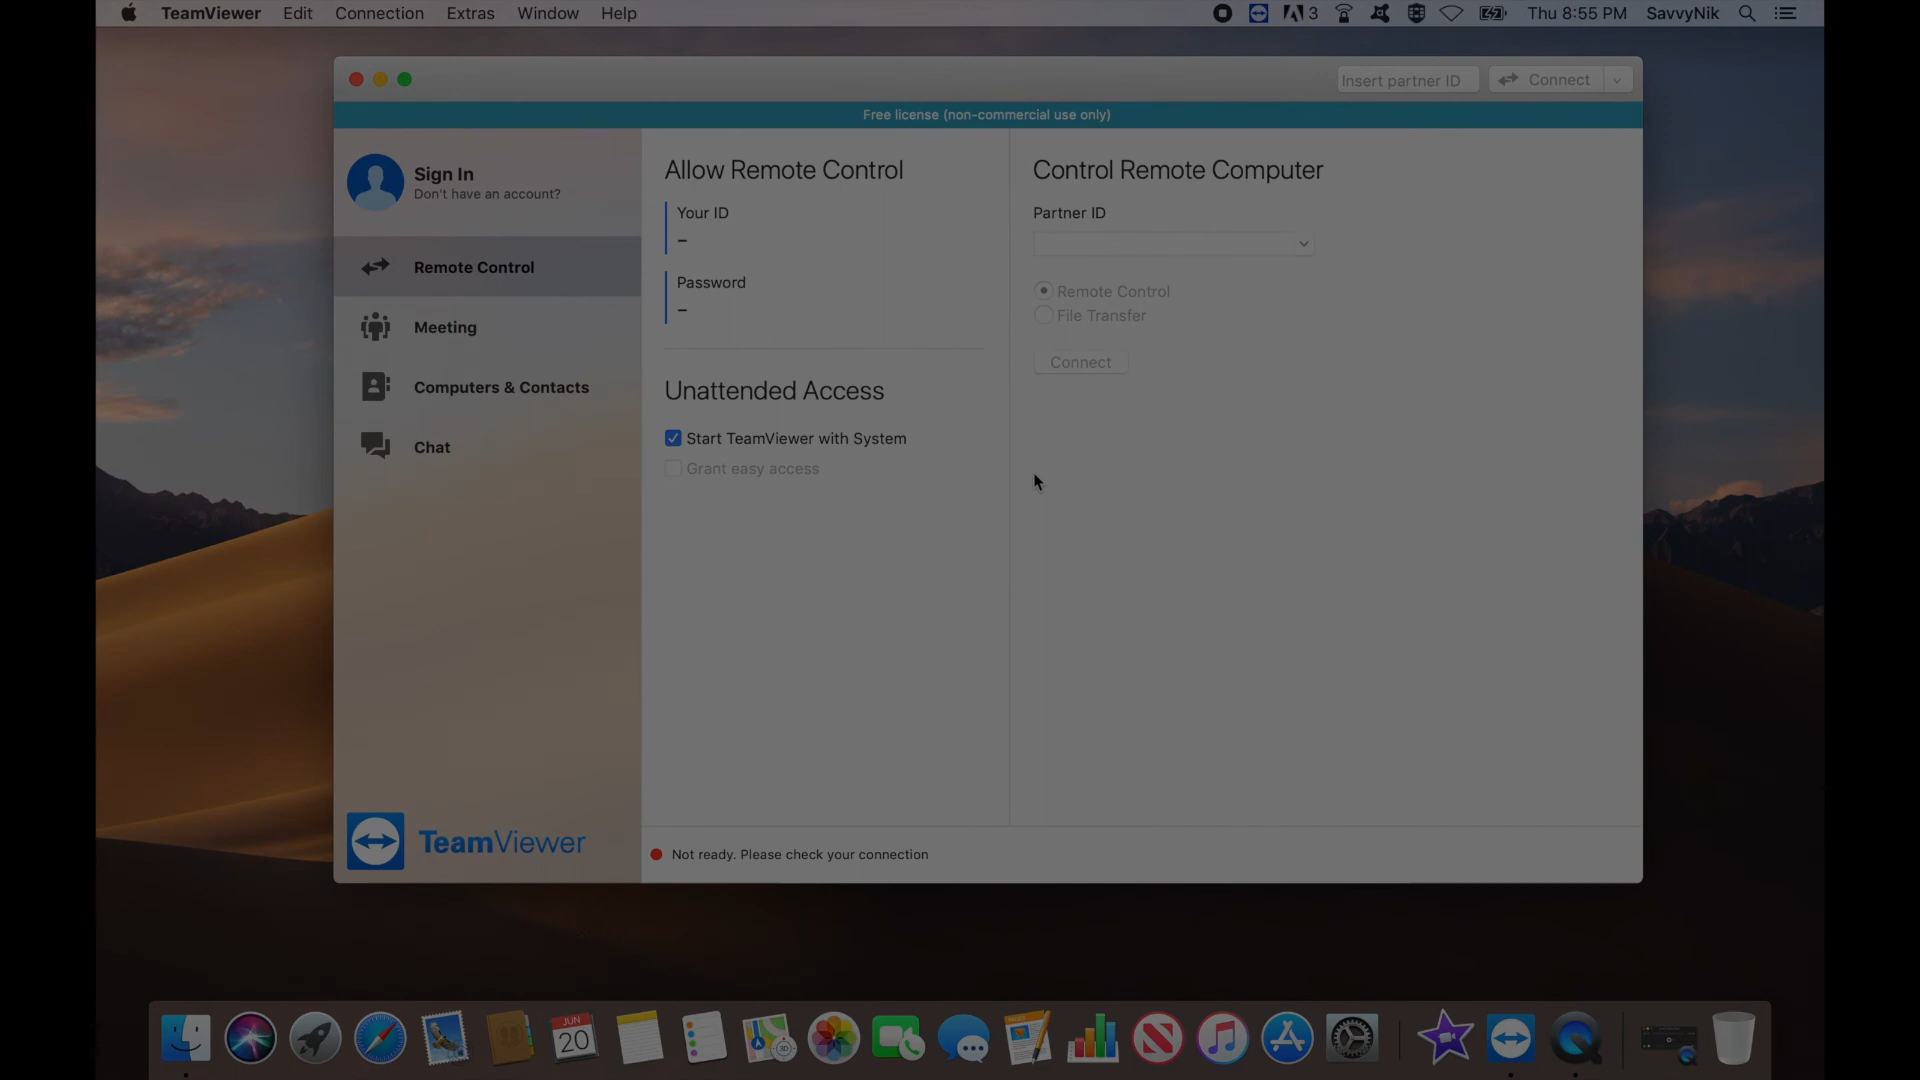 TeamViewer Edit Connection Extras Window Help
3 Thu 8:55 PM SavvyNik
Insert partner ID Connect
Free license (non-commercial use only)
Sign In
Don't have an account?
Remote Control
Meeting
Computers & Contacts
Chat
TeamViewer
Allow Remote Control
Your ID
–
Password
–
Unattended Access
Start TeamViewer with System
Grant easy access
Control Remote Computer
Partner ID
Remote Control
File Transfer
Connect
Not ready. Please check your connection
JUN
20
3D